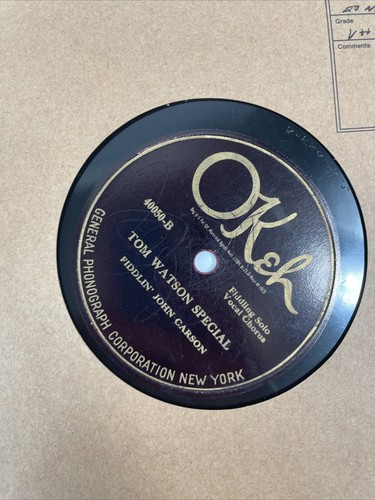 Grade
Comments
OKeh
40050-B
Fiddling Solo
Vocal Chorus
TOM WATSON SPECIAL
FIDDLIN' JOHN CARSON
GENERAL PHONOGRAPH CORPORATION NEW YORK